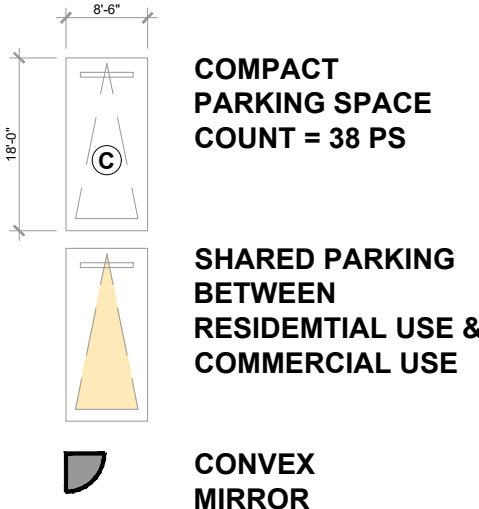 8'-6"
18'-0"
C
COMPACT
PARKING SPACE
COUNT = 38 PS
SHARED PARKING
BETWEEN
RESIDEMTIAL USE &
COMMERCIAL USE
CONVEX
MIRROR